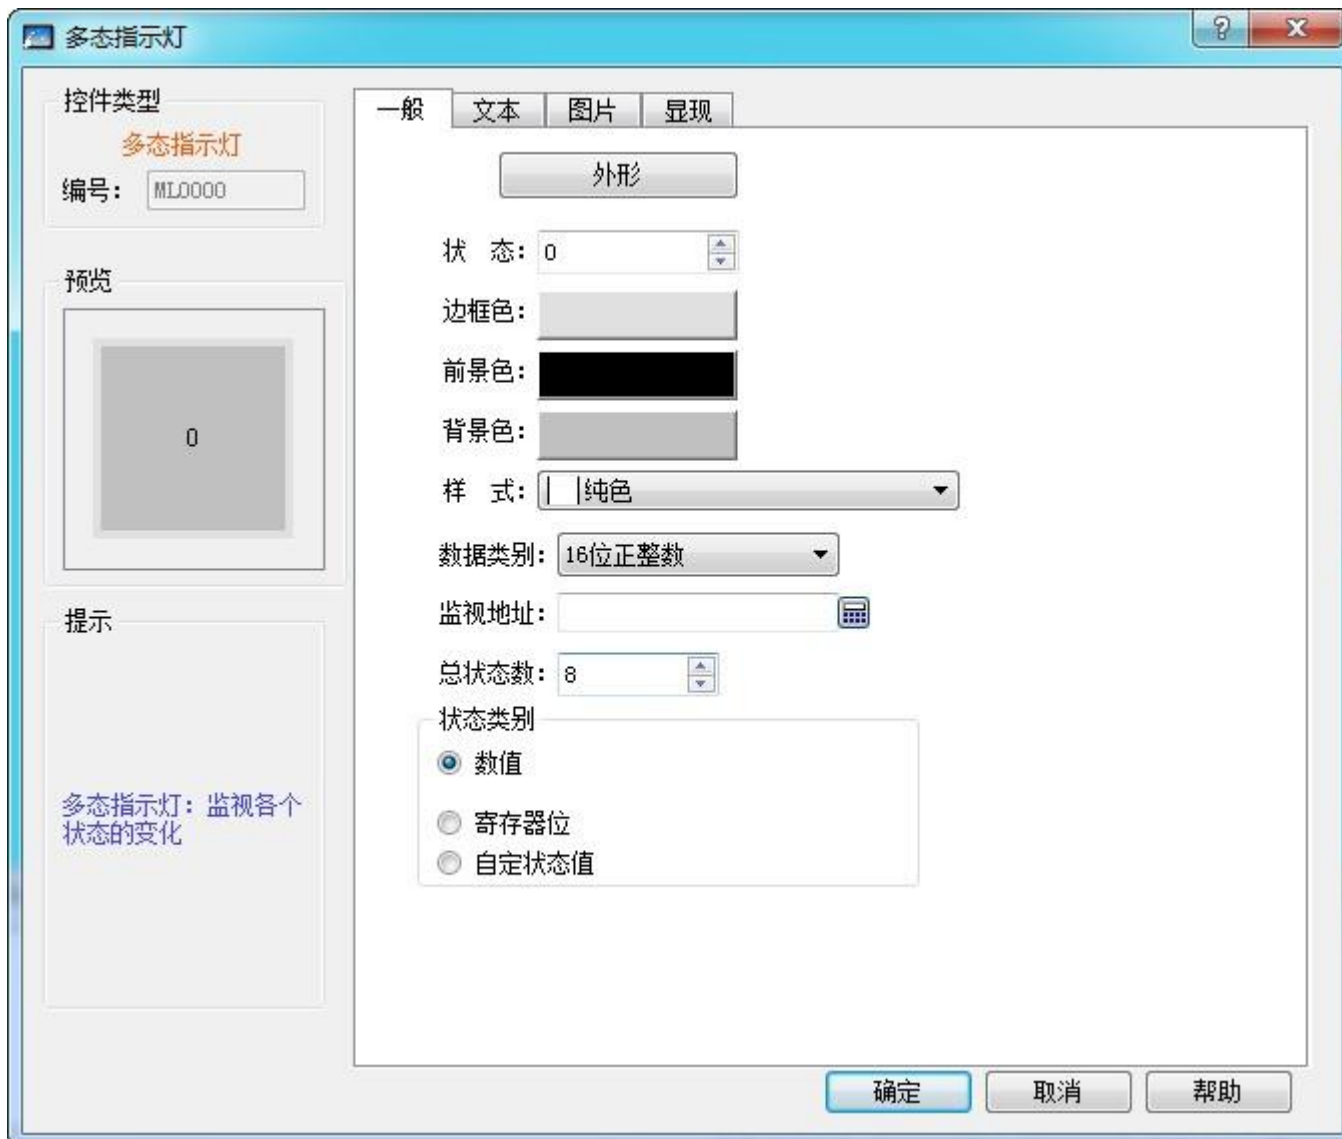 多态指示灯
控件类型
多态指示灯
编号： ML0000
预览
0
提示
多态指示灯：监视各个
状态的变化
一般 文本 图片 显现
外形
状 态： 0
边框色：
前景色：
背景色：
样 式： 纯色
数据类别： 16位正整数
监视地址：
总状态数： 8
状态类别
数值
寄存器位
自定状态值
确定 取消 帮助